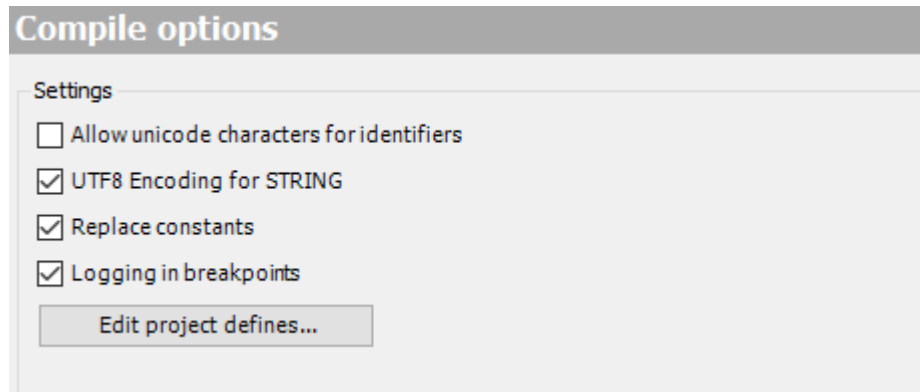 Compile options
Settings
Allow unicode characters for identifiers
UTF8 Encoding for STRING
Replace constants
Logging in breakpoints
Edit project defines...